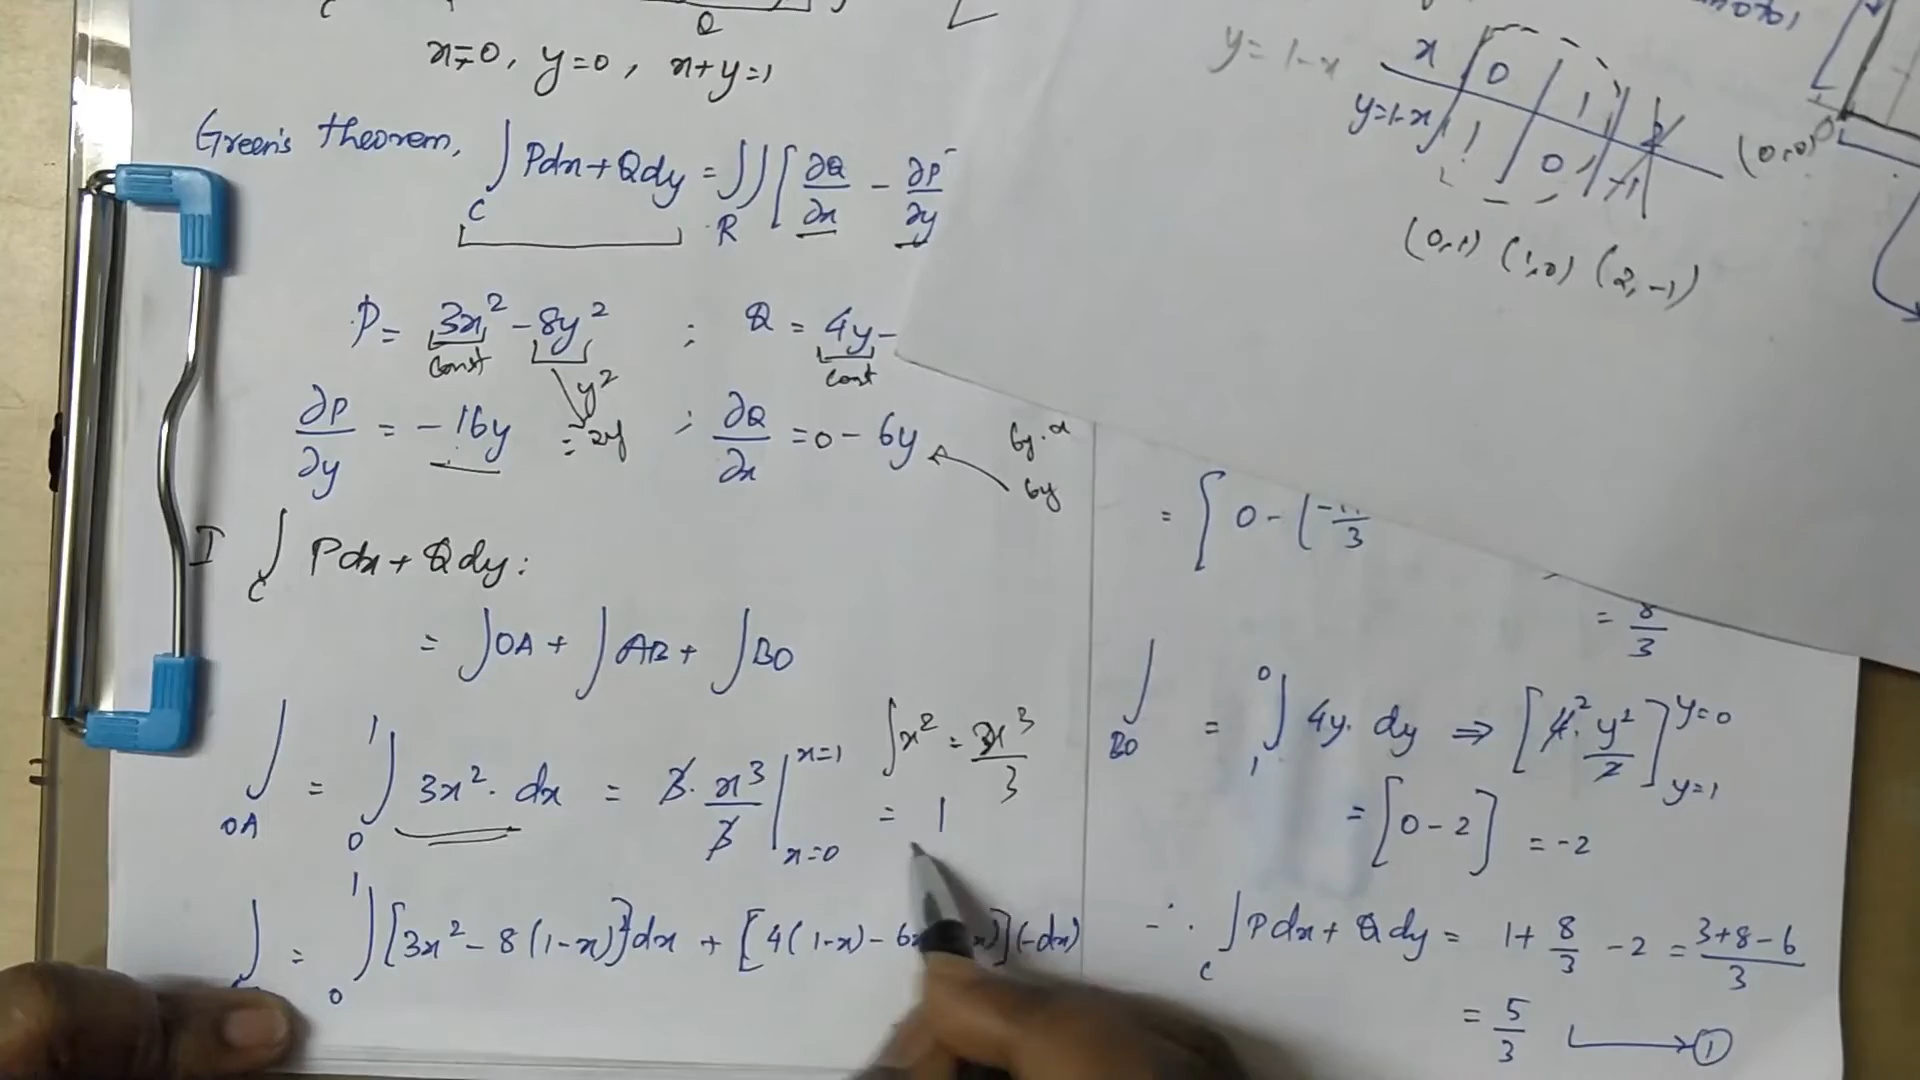 Q
x=0, y=0, x+y=1
Green's theorem, ∫_C Pdx+Qdy = ∬_R [∂Q/∂x - ∂P/∂y
P = 3x² - 8y² ; Q = 4y-
const
const
y²
= 2y
∂P/∂y = -16y ; ∂Q/∂x = 0 - 6y
6y·x
6y
I ∫_C Pdx + Qdy:
= ∫OA + ∫AB + ∫BO
∫_OA = ∫_0^1 3x². dx = 3. x³/3 |_{x=0}^{x=1} = 1
∫x² = x³/3
∫ = ∫_0^1 [3x² - 8(1-x)]dx + [4(1-x) - 6x (-dx)
y = 1-x
x 0 1 2
y=1-x 1 0 -1
(0,0)
(0,1) (1,0) (2,-1)
= [0 - (
= 8/3
∫_BO = ∫_1^0 4y. dy ⇒ [4². y²/2]_{y=1}^{y=0}
= [0-2] = -2
∴ ∫_C Pdx + Qdy = 1 + 8/3 - 2 = (3+8-6)/3
= 5/3 → ①